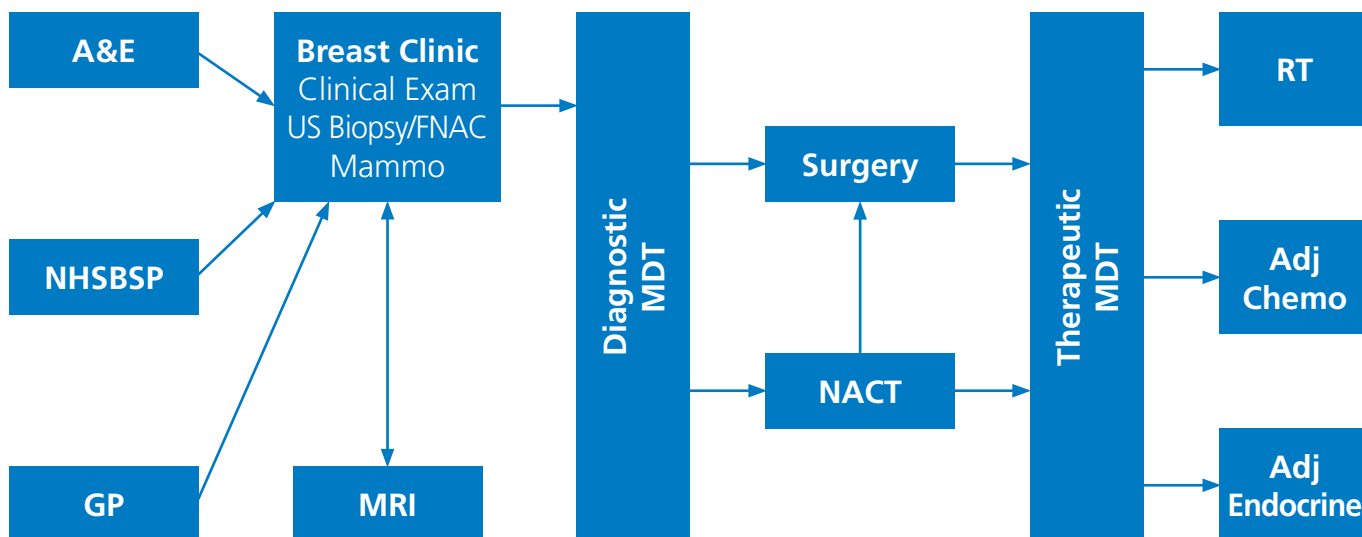 A&E
Breast Clinic
Clinical Exam
US Biopsy/FNAC
Mammo
NHSBSP
GP
MRI
Diagnostic
MDT
Surgery
NACT
Therapeutic
MDT
RT
Adj
Chemo
Adj
Endocrine